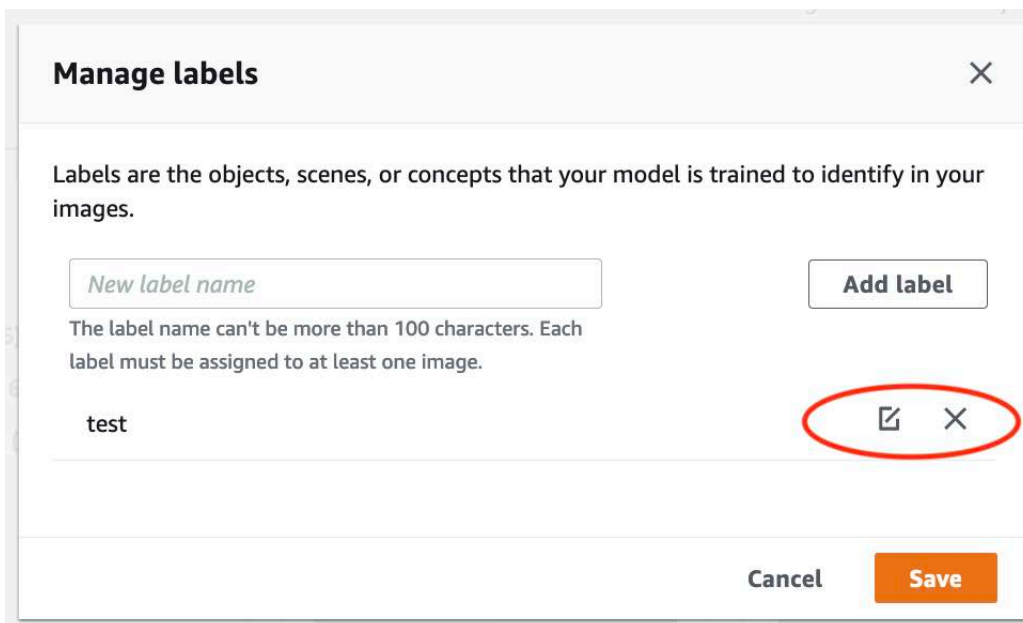 Manage labels
Labels are the objects, scenes, or concepts that your model is trained to identify in your
images.
New label name
Add label
The label name can't be more than 100 characters. Each
label must be assigned to at least one image.
test
Cancel
Save